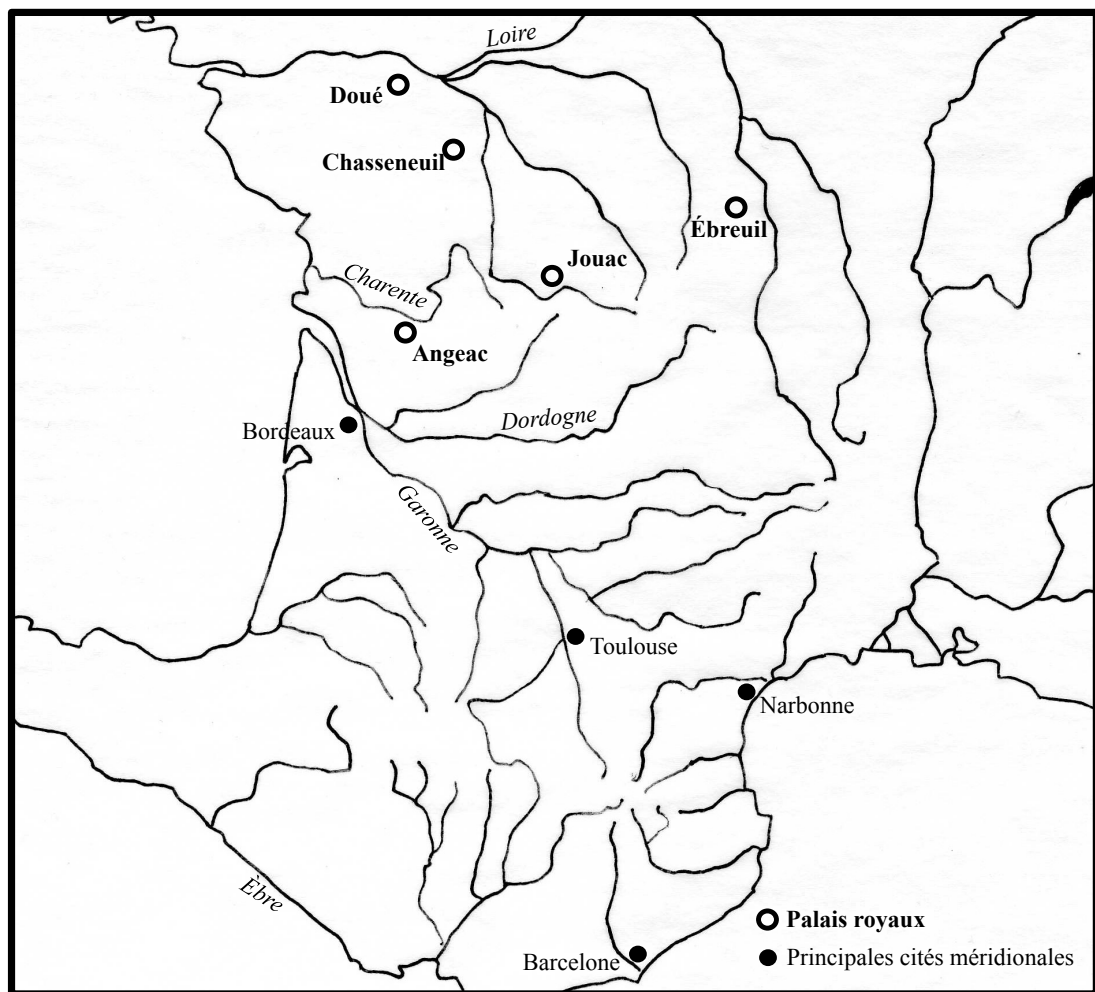 Loire
Doué
Chasseneuil
Ébreuil
Jouac
Charente
Angeac
Bordeaux
Dordogne
Garonne
Toulouse
Narbonne
Èbre
Palais royaux
Barcelone
Principales cités méridionales